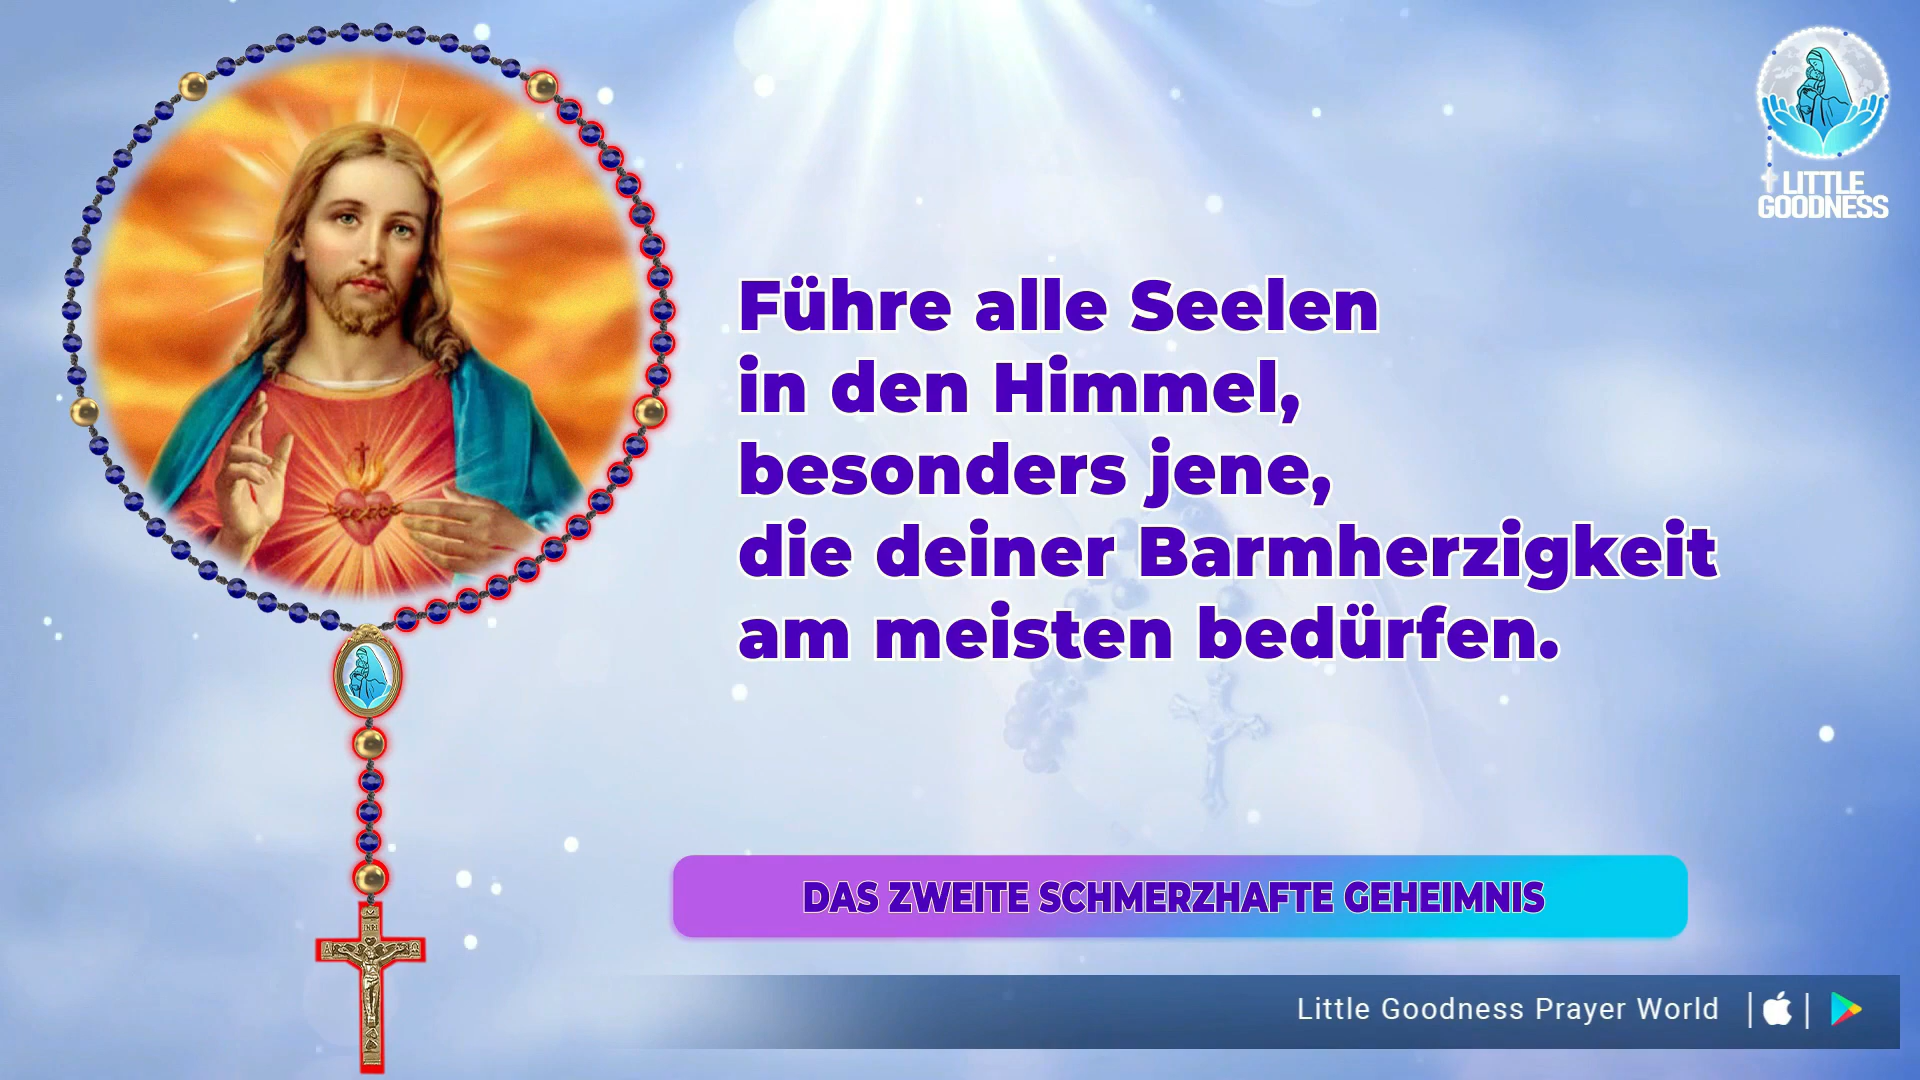 LITTLE
GOODNESS
Führe alle Seelen
in den Himmel,
besonders jene,
die deiner Barmherzigkeit
am meisten bedürfen.
DAS ZWEITE SCHMERZHAFTE GEHEIMNIS
INRI
Little Goodness Prayer World